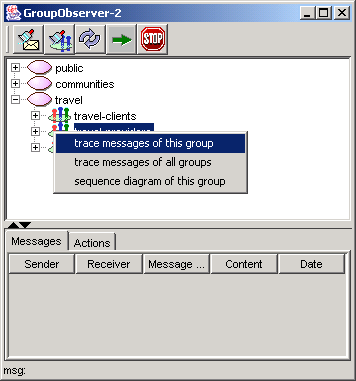 GroupObserver-2
STOP
public
communities
travel
travel-clients
trace messages of this group
trace messages of all groups
sequence diagram of this group
Messages Actions
Sender Receiver Message ... Content Date
msg: